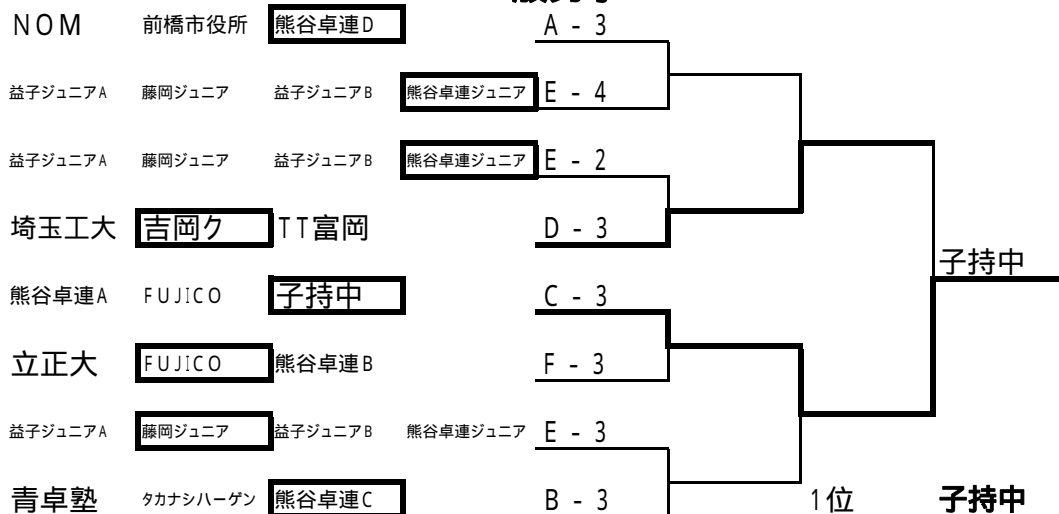 NOM 前橋市役所 熊谷卓連D A - 3
益子ジュニアA 藤岡ジュニア 益子ジュニアB 熊谷卓連ジュニア E - 4
益子ジュニアA 藤岡ジュニア 益子ジュニアB 熊谷卓連ジュニア E - 2
埼玉工大 吉岡ク TT富岡 D - 3
子持中
熊谷卓連A FUJICO 子持中 C - 3
立正大 FUJICO 熊谷卓連B F - 3
益子ジュニアA 藤岡ジュニア 益子ジュニアB 熊谷卓連ジュニア E - 3
青卓塾 タカナシハーゲン 熊谷卓連C B - 3 1位 子持中